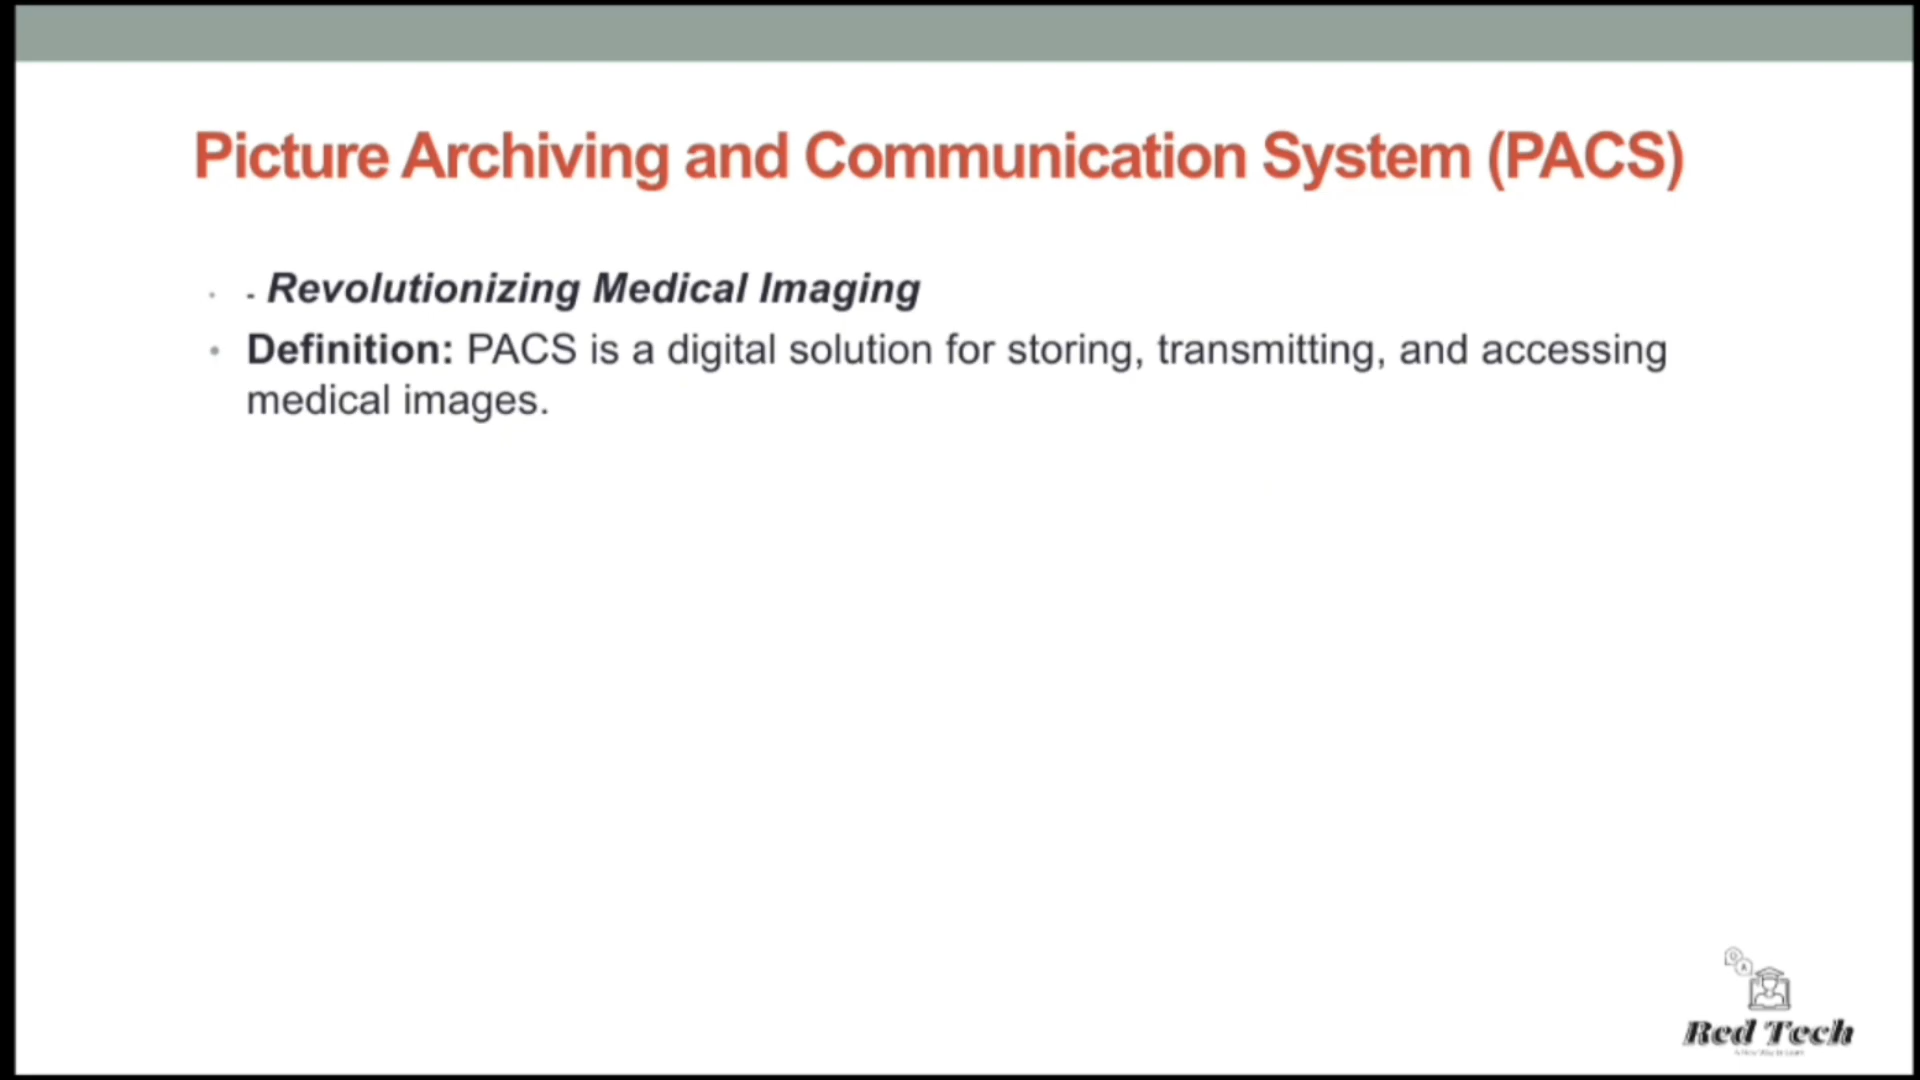 Picture Archiving and Communication System (PACS)
- Revolutionizing Medical Imaging
Definition: PACS is a digital solution for storing, transmitting, and accessing
medical images.
Red Tech